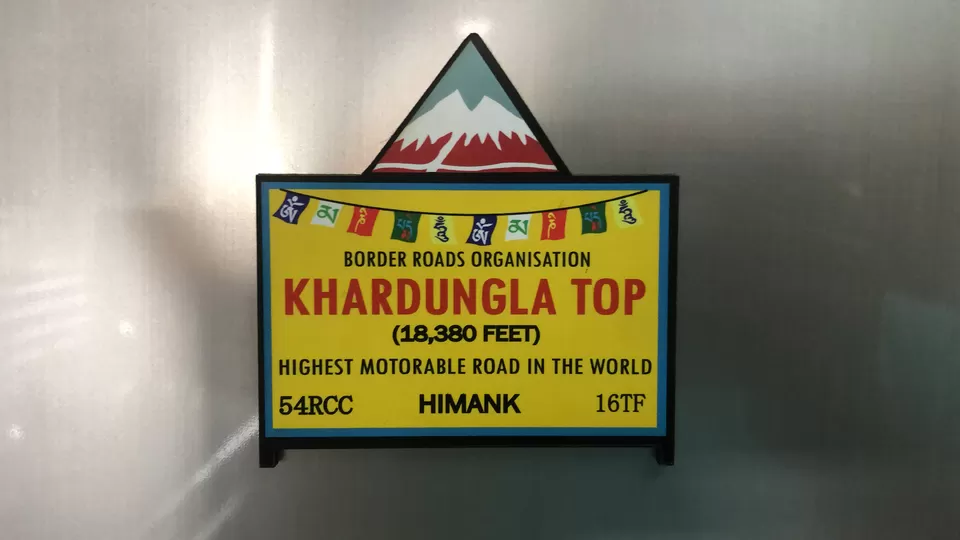 BORDER ROADS ORGANISATION
KHARDUNGLA TOP
(18,380 FEET)
HIGHEST MOTORABLE ROAD IN THE WORLD
54RCC HIMANK 16TF